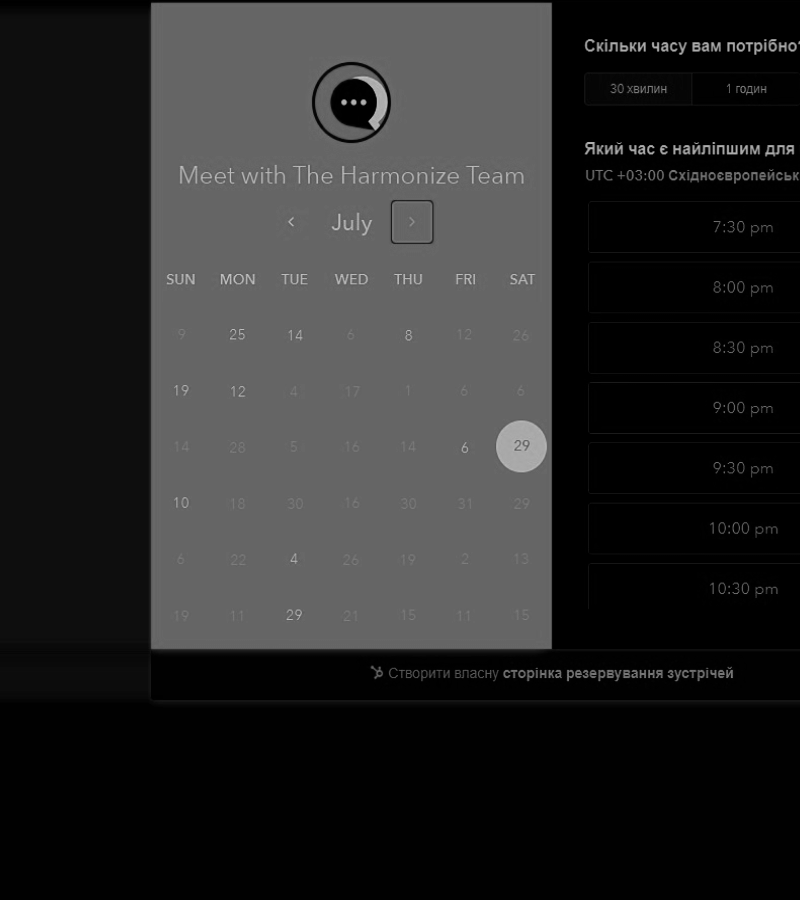 Meet with The Harmonize Team
July
SUN MON TUE WED THU FRI SAT
9 25 14 6 8 12 26
19 12 4 17 1 6 6
14 28 5 16 14 6 29
10 18 30 16 30 31 29
6 22 4 26 19 2 13
19 11 29 21 15 11 15
Скільки часу вам потрібно?
30 хвилин 1 годин
Який час є найліпшим для
UTC +03:00
7:30 pm
8:00 pm
8:30 pm
9:00 pm
9:30 pm
10:00 pm
10:30 pm
Створити власну сторінка резервування зустрічей